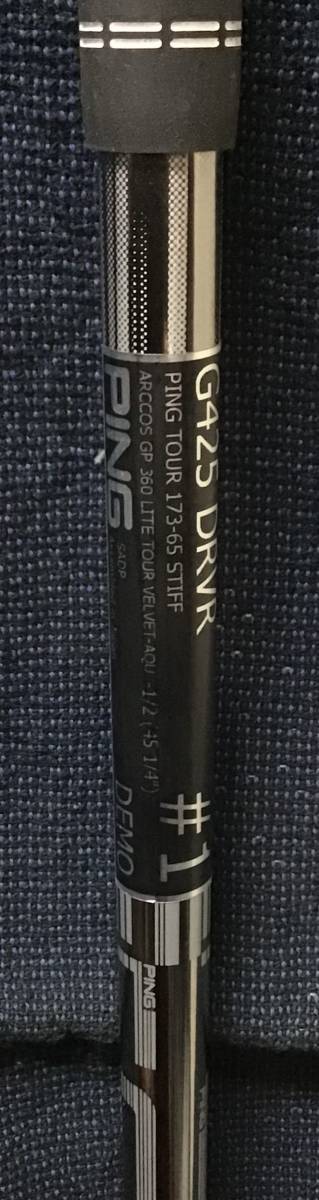 G425 DRVR
#1
PING TOUR 173-65 STIFF
ARCCOS GP 360 LITE TOUR VELVET-AQU -1/2 (45 1/4")
PING
DEMO
PING